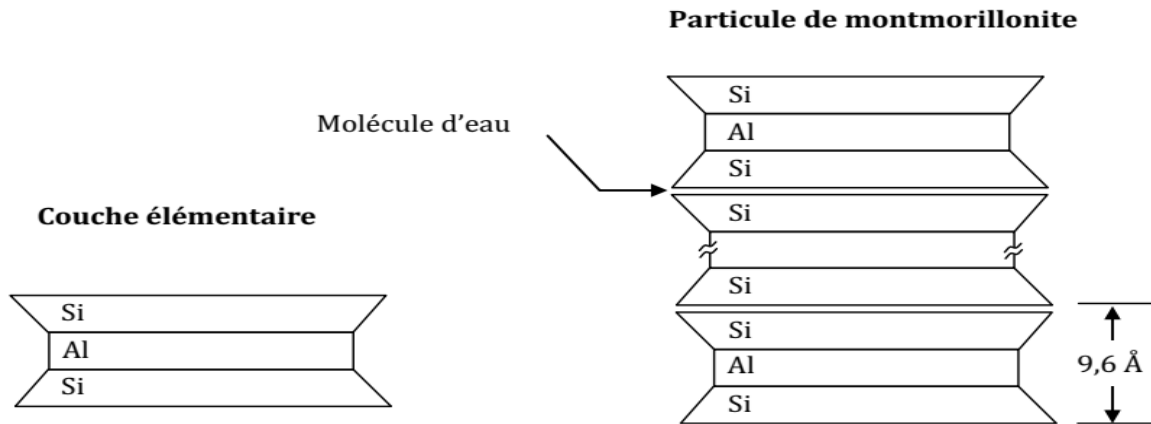 Particule de montmorillonite
Si
Al
Si
Molécule d’eau
Si
Si
Si
Al
Si
9,6 Å
Couche élémentaire
Si
Al
Si